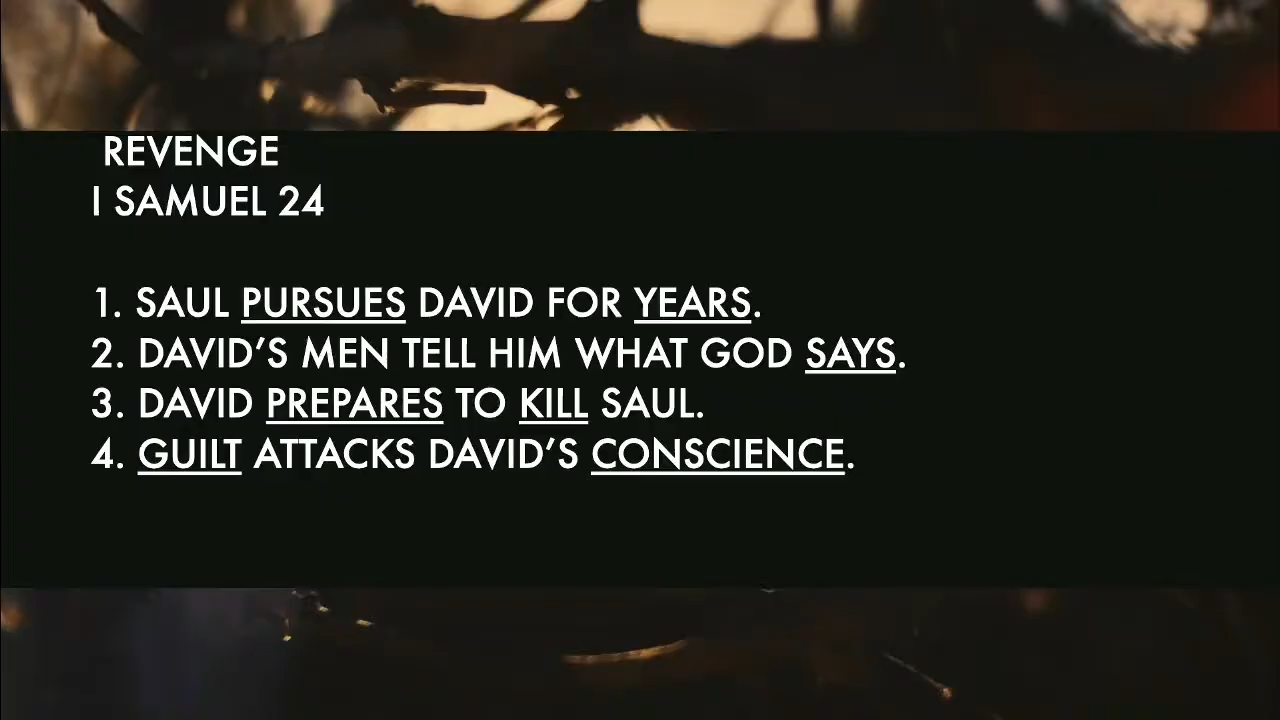 REVENGE
I SAMUEL 24
1. SAUL PURSUES DAVID FOR YEARS.
2. DAVID’S MEN TELL HIM WHAT GOD SAYS.
3. DAVID PREPARES TO KILL SAUL.
4. GUILT ATTACKS DAVID’S CONSCIENCE.